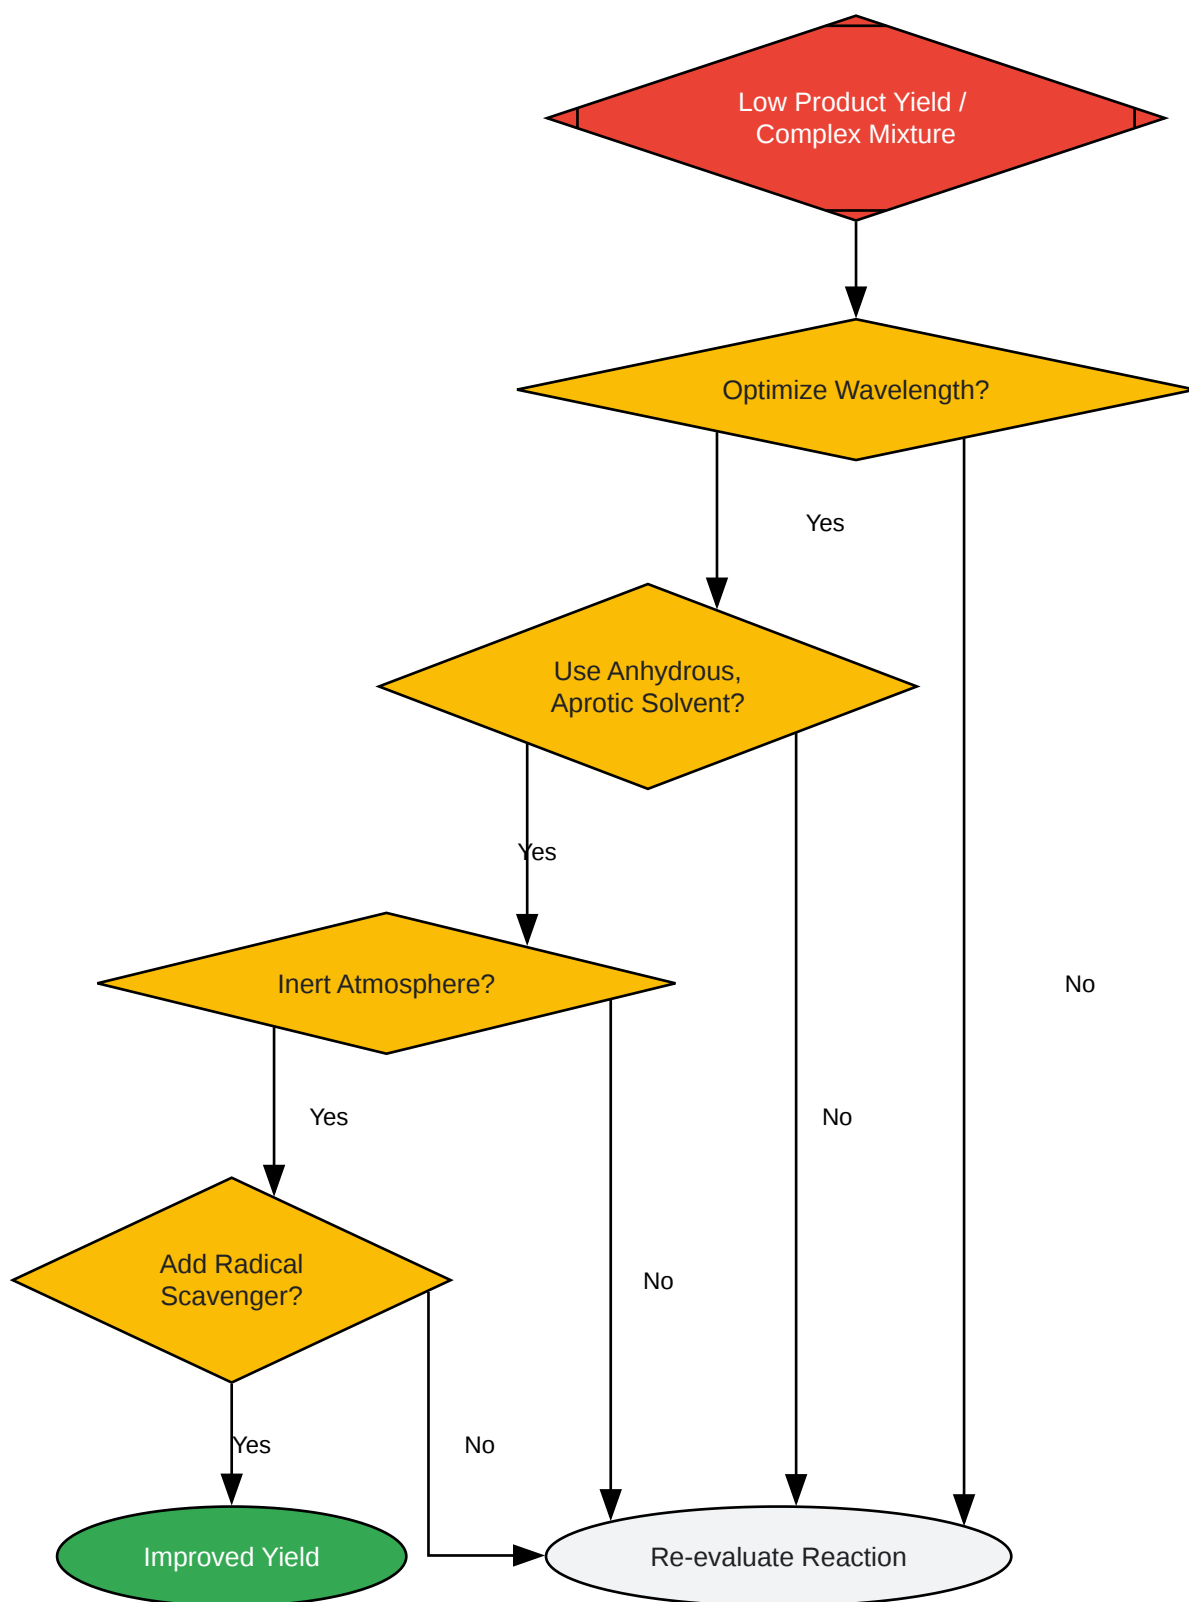 Low Product Yield /
Complex Mixture
Optimize Wavelength?
Yes
Use Anhydrous,
Aprotic Solvent?
Yes
Inert Atmosphere?
No
Yes
No
Add Radical
Scavenger?
No
Yes
No
Improved Yield
Re-evaluate Reaction